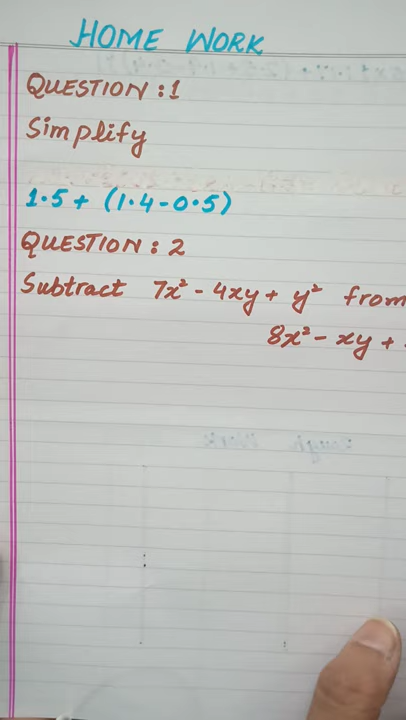 HOME WORK
QUESTION : 1
Simplify
1.5 + (1.4 - 0.5)
QUESTION : 2
Subtract 7x² - 4xy + y² from
8x² - xy +